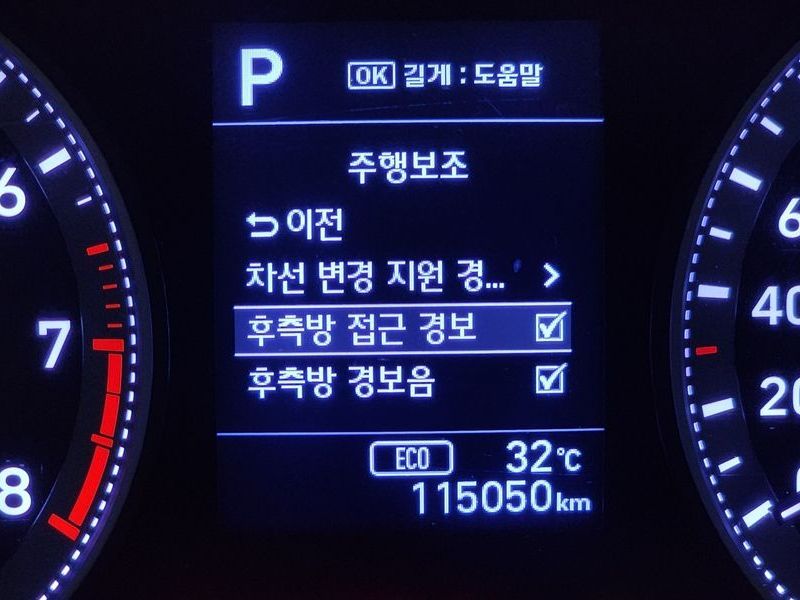 P
OK 길게 : 도움말
주행보조
이전
차선 변경 지원 경...
후측방 접근 경보
후측방 경보음
ECO 32°C
115050km
6
7
8
6
40
20